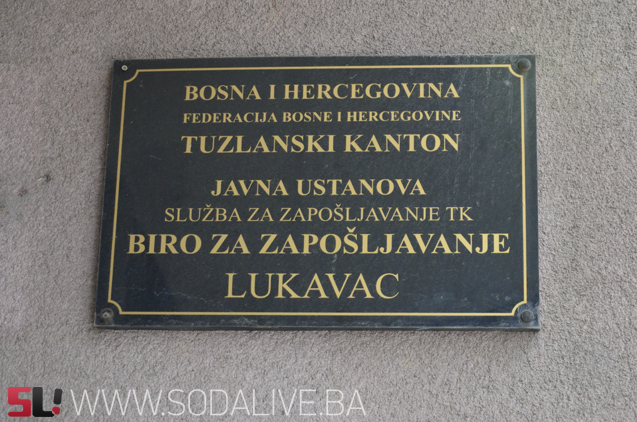 BOSNA I HERCEGOVINA
FEDERACIJA BOSNE I HERCEGOVINE
TUZLANSKI KANTON
JAVNA USTANOVA
SLUŽBA ZA ZAPOŠLJAVANJE TK
BIRO ZA ZAPOŠLJAVANJE
LUKAVAC
SL! WWW.SODALIVE.BA